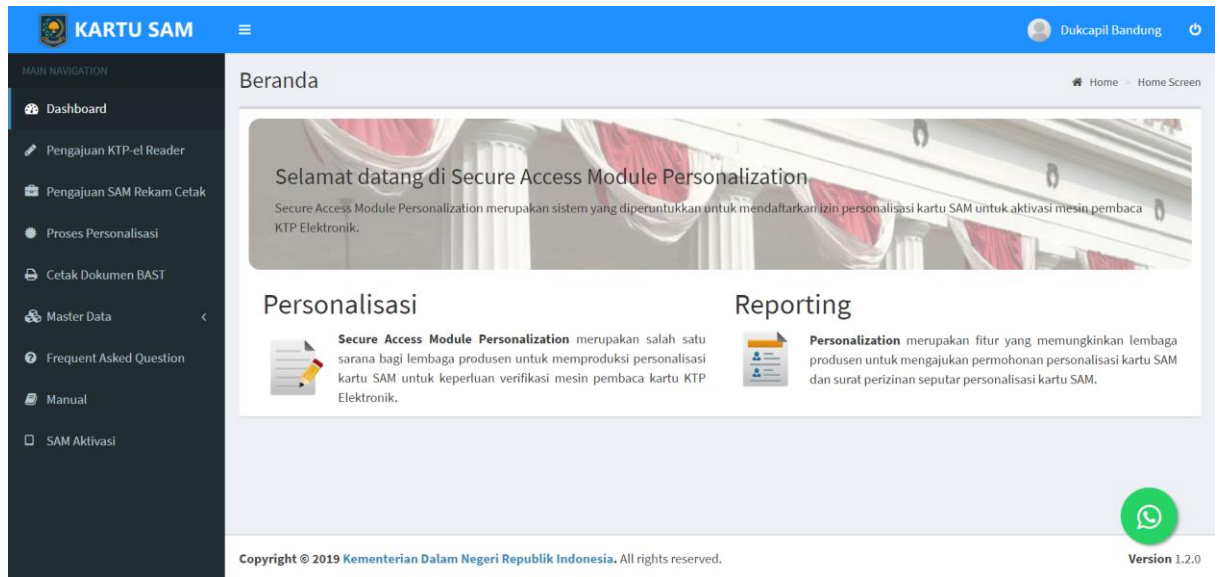 KARTU SAM
Dukcapil Bandung
MAIN NAVIGATION
Dashboard
Pengajuan KTP-el Reader
Pengajuan SAM Rekam Cetak
Proses Personalisasi
Cetak Dokumen BAST
Master Data <
Frequent Asked Question
Manual
SAM Aktivasi
Beranda
Home > Home Screen
Selamat datang di Secure Access Module Personalization
Secure Access Module Personalization merupakan sistem yang diperuntukkan untuk mendaftarkan izin personalisasi kartu SAM untuk aktivasi mesin pembaca
KTP Elektronik.
Personalisasi
Secure Access Module Personalization merupakan salah satu
sarana bagi lembaga produsen untuk memproduksi personalisasi
kartu SAM untuk keperluan verifikasi mesin pembaca kartu KTP
Elektronik.
Reporting
Personalization merupakan fitur yang memungkinkan lembaga
produsen untuk mengajukan permohonan personalisasi kartu SAM
dan surat perizinan seputar personalisasi kartu SAM.
Copyright © 2019 Kementerian Dalam Negeri Republik Indonesia. All rights reserved.
Version 1.2.0